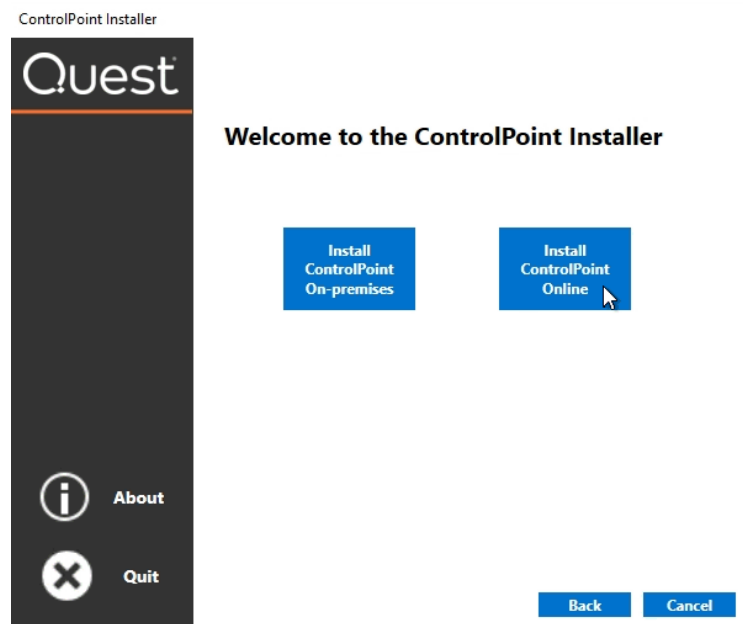 ControlPoint Installer
Quest
Welcome to the ControlPoint Installer
Install
ControlPoint
On-premises
Install
ControlPoint
Online
About
Quit
Back
Cancel